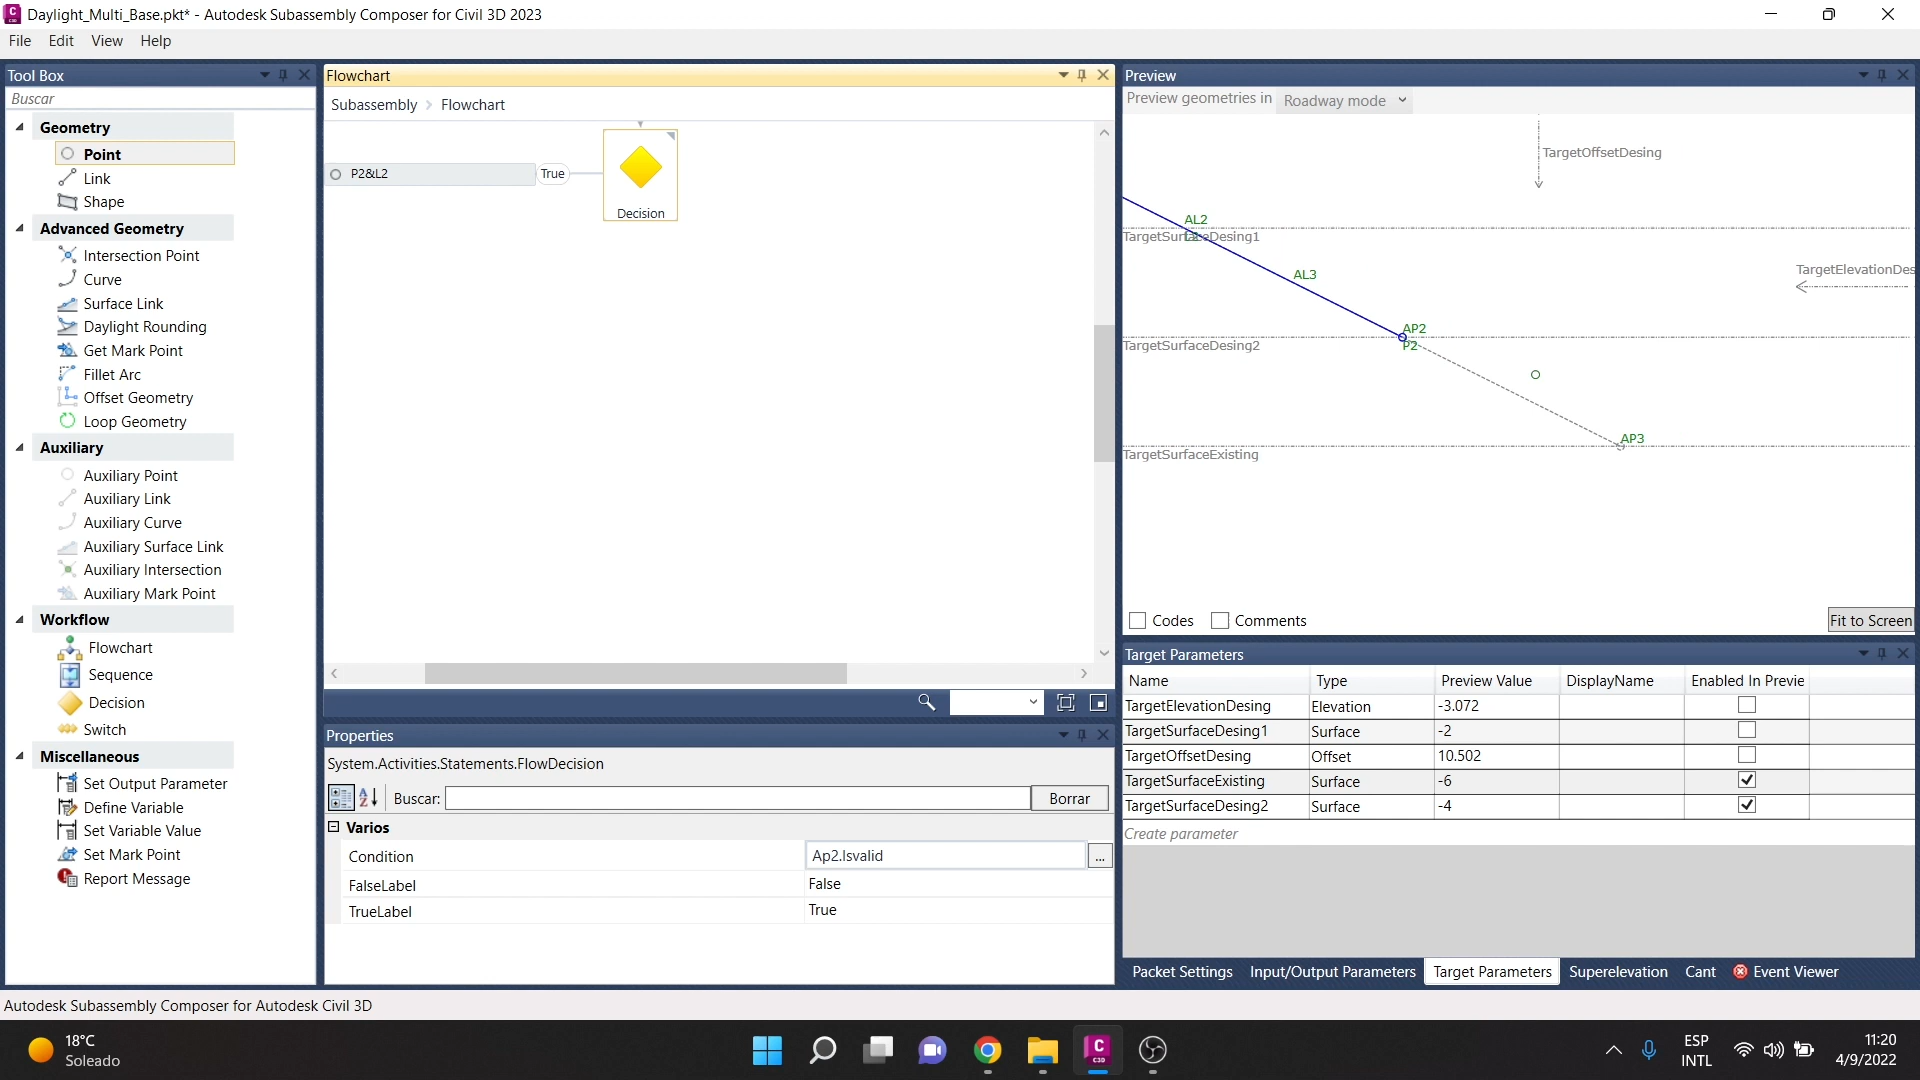 Daylight_Multi_Base.pkt* - Autodesk Subassembly Composer for Civil 3D 2023
File Edit View Help
Tool Box
Buscar
Geometry
Point
Link
Shape
Advanced Geometry
Intersection Point
Curve
Surface Link
Daylight Rounding
Get Mark Point
Fillet Arc
Offset Geometry
Loop Geometry
Auxiliary
Auxiliary Point
Auxiliary Link
Auxiliary Curve
Auxiliary Surface Link
Auxiliary Intersection
Auxiliary Mark Point
Workflow
Flowchart
Sequence
Decision
Switch
Miscellaneous
Set Output Parameter
Define Variable
Set Variable Value
Set Mark Point
Report Message
Flowchart
Subassembly Flowchart
P2&L2 True
Decision
Properties
System.Activities.Statements.FlowDecision
Buscar: Borrar
Varios
Condition Ap2.Isvalid ...
FalseLabel False
TrueLabel True
Preview
Preview geometries in Roadway mode
TargetOffsetDesing
AL2
TargetSurfaceDesing1
AL3
TargetElevationDes
AP2
TargetSurfaceDesing2 P2
AP3
TargetSurfaceExisting
Codes Comments Fit to Screen
Target Parameters
Name Type Preview Value DisplayName Enabled In Previe
TargetElevationDesing Elevation -3.072
TargetSurfaceDesing1 Surface -2
TargetOffsetDesing Offset 10.502
TargetSurfaceExisting Surface -6
TargetSurfaceDesing2 Surface -4
Create parameter
Packet Settings Input/Output Parameters Target Parameters Superelevation Cant Event Viewer
Autodesk Subassembly Composer for Autodesk Civil 3D
18°C
Soleado
C
C3D
ESP
INTL
11:20
4/9/2022